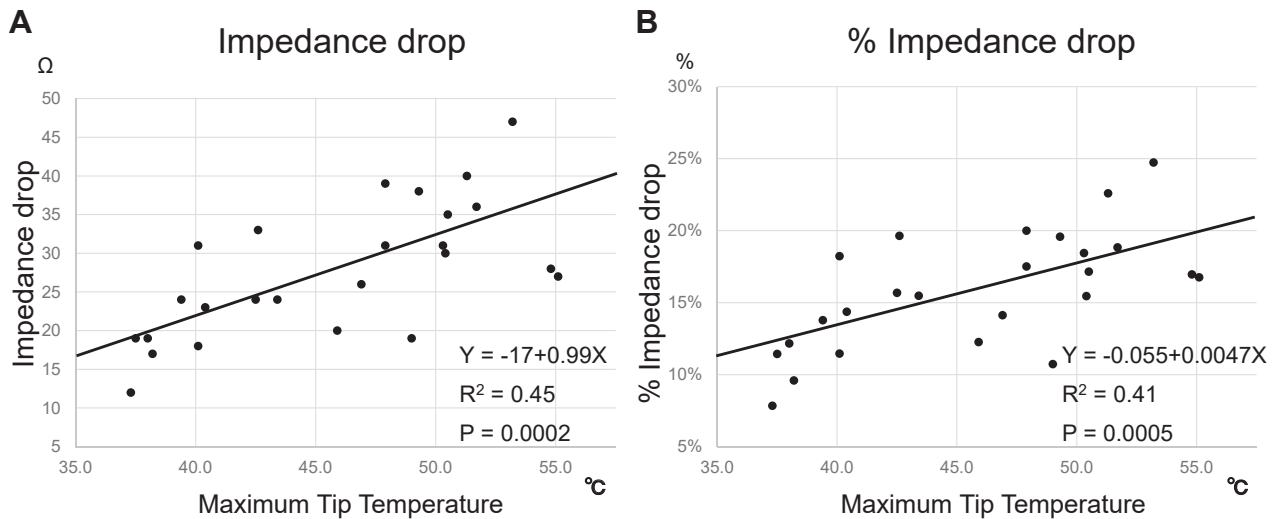 A
Impedance drop
Ω
50
45
40
35
30
25
20
15
10
5
Impedance drop
35.0
40.0
45.0
50.0
55.0
℃
Maximum Tip Temperature
Y = -17+0.99X
R² = 0.45
P = 0.0002
B
% Impedance drop
%
30%
25%
20%
15%
10%
5%
% Impedance drop
35.0
40.0
45.0
50.0
55.0
℃
Maximum Tip Temperature
Y = -0.055+0.0047X
R² = 0.41
P = 0.0005